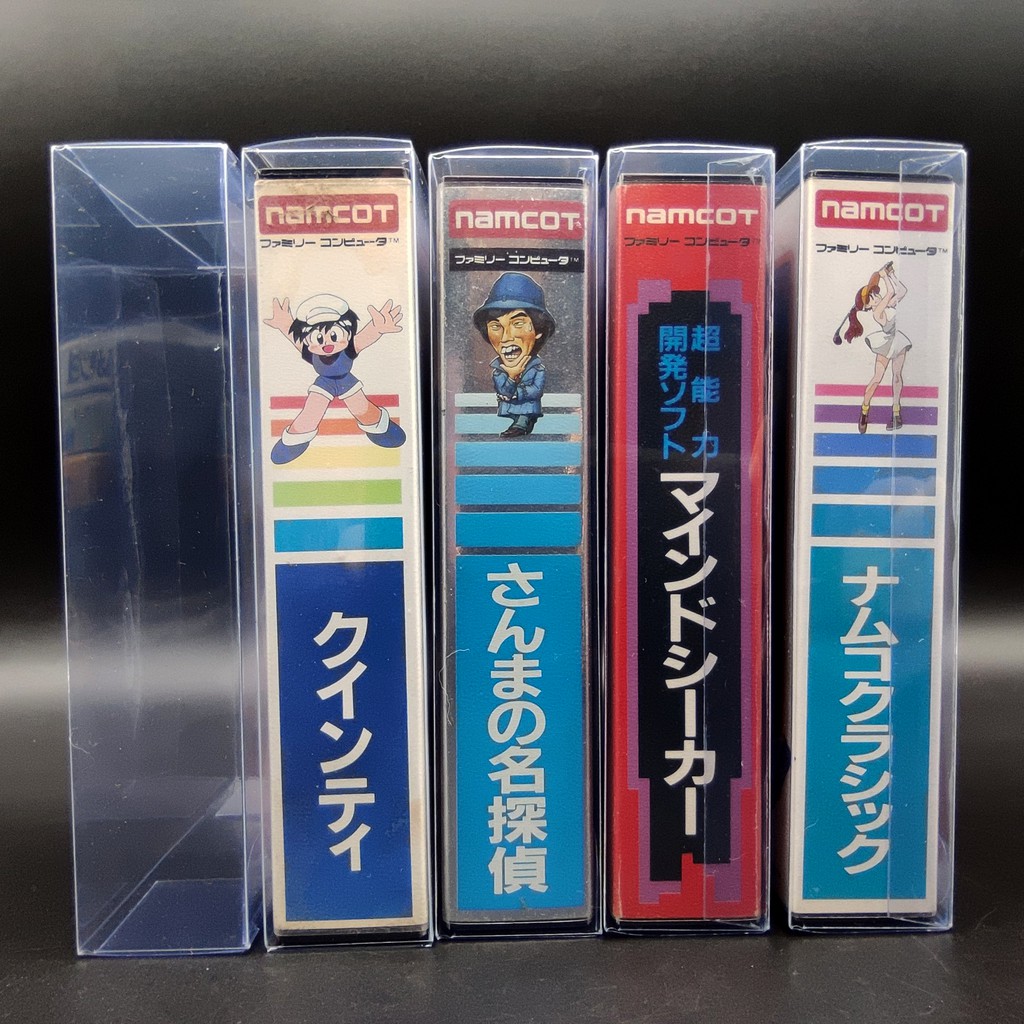 namcot
ファミリー コンピュータ™
クインティ
namcot
ファミリー コンピュータ™
さんまの名探偵
namcot
ファミリー コンピュータ™
超能力
開発ソフト
マインドシーカー
namcot
ファミリー コンピュータ™
ナムコクラシック